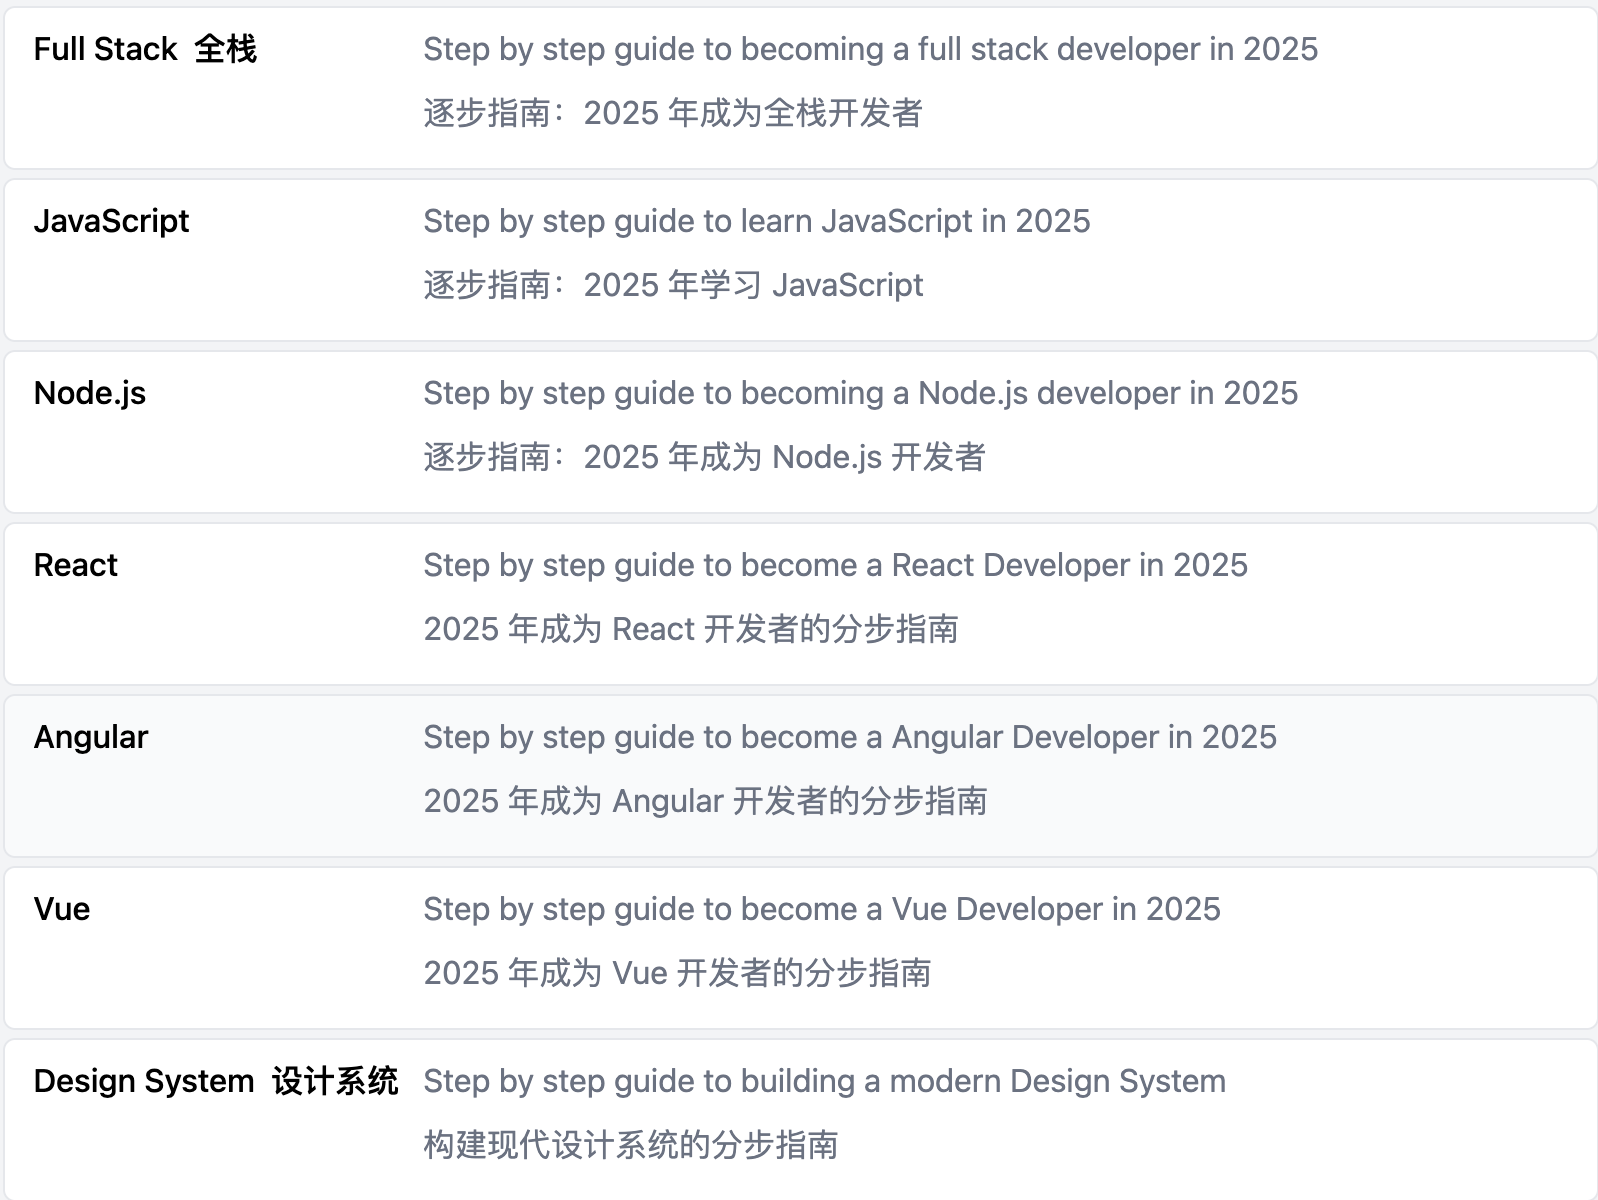 Full Stack 全栈
Step by step guide to becoming a full stack developer in 2025
逐步指南：2025 年成为全栈开发者
JavaScript
Step by step guide to learn JavaScript in 2025
逐步指南：2025 年学习 JavaScript
Node.js
Step by step guide to becoming a Node.js developer in 2025
逐步指南：2025 年成为 Node.js 开发者
React
Step by step guide to become a React Developer in 2025
2025 年成为 React 开发者的分步指南
Angular
Step by step guide to become a Angular Developer in 2025
2025 年成为 Angular 开发者的分步指南
Vue
Step by step guide to become a Vue Developer in 2025
2025 年成为 Vue 开发者的分步指南
Design System 设计系统
Step by step guide to building a modern Design System
构建现代设计系统的分步指南